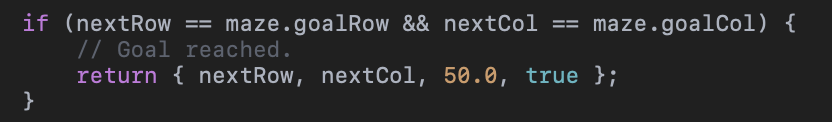 if (nextRow == maze.goalRow && nextCol == maze.goalCol) {
    // Goal reached.
    return { nextRow, nextCol, 50.0, true };
}